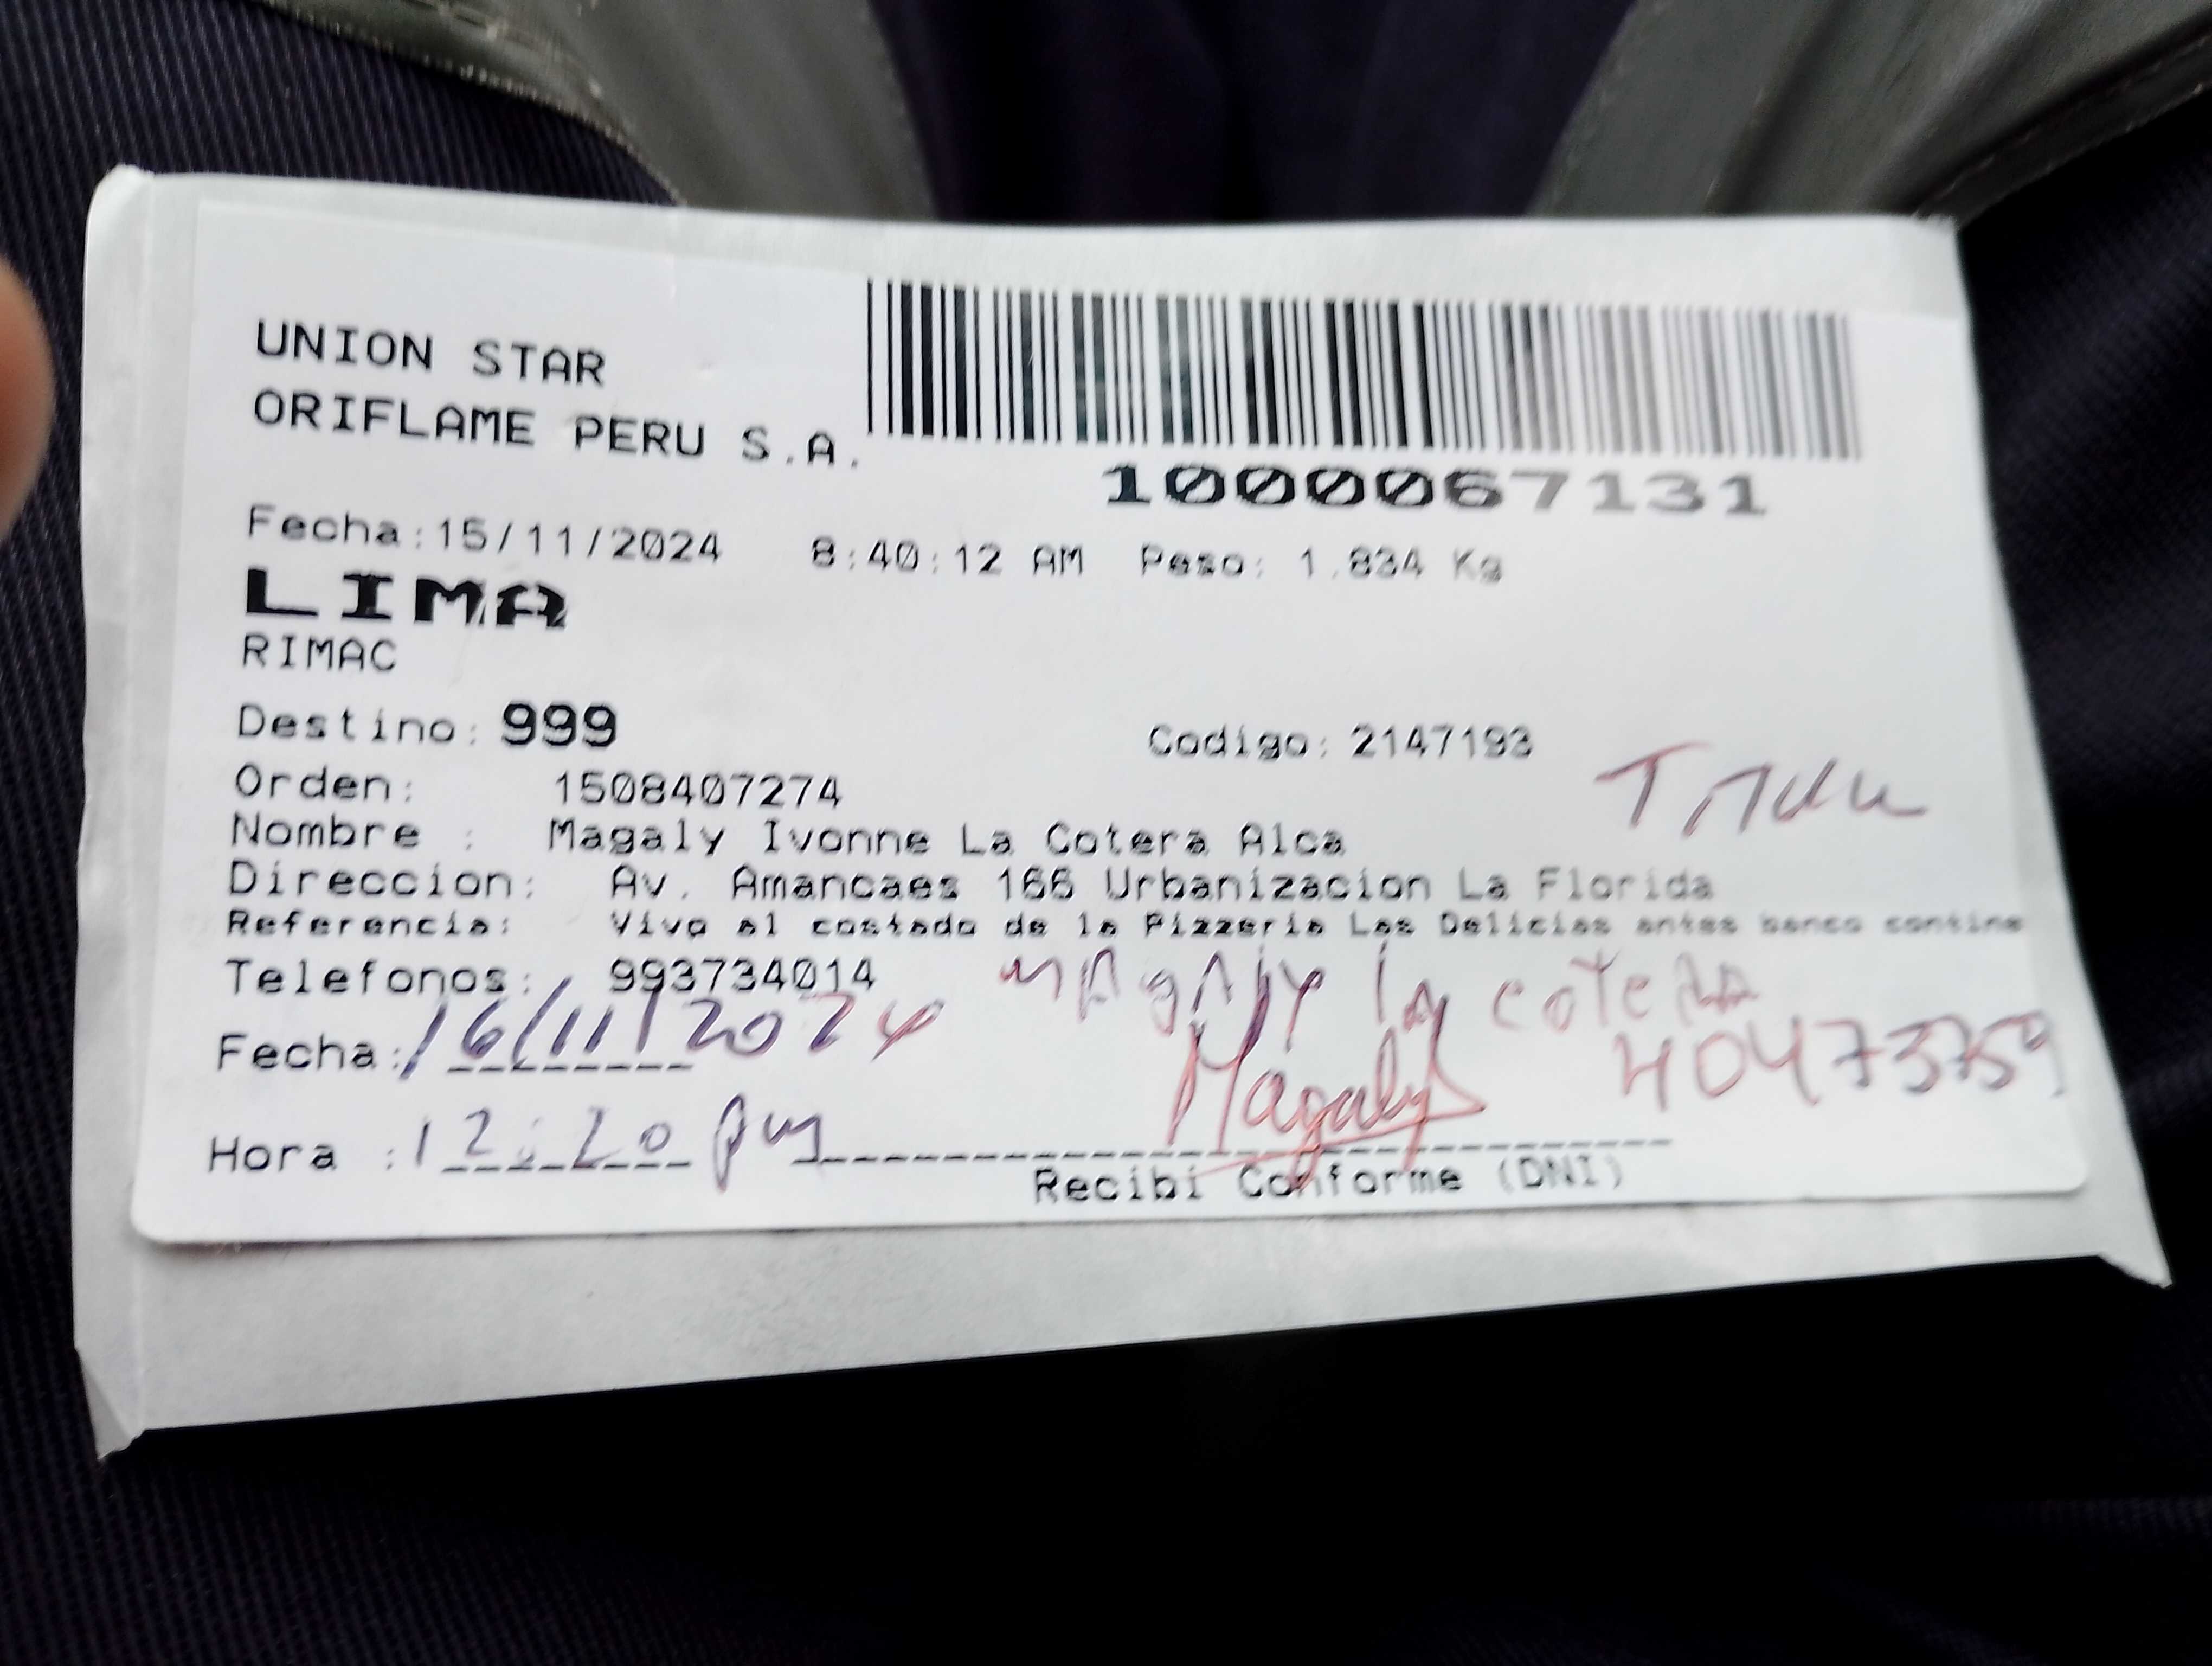 UNION STAR
ORIFLAME PERU S.A.
1000067131
Fecha:15/11/2024 8:40:12 AM Peso: 1.834 Kg
LIMA
RIMAC
Destino: 999 Codigo: 2147193
Orden: 1508407274
Nombre : Magaly Ivonne La Cotera Alca
Direccion: Av. Amancaes 166 Urbanizacion La Florida
Referencia: Vivo al costado de la Pizzeria Las Delicias antes banco contine
Telefonos: 993734014 MAgAly la coteRA
Fecha: 16/11/2024 Magaly 40473759
Hora : 12:20 pm
Recibi Conforme (DNI)